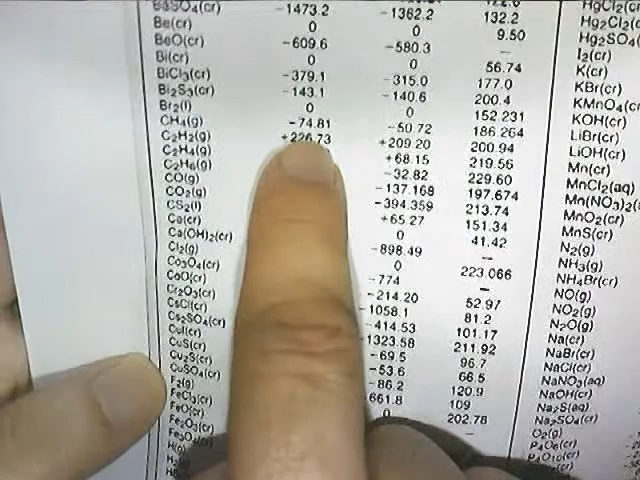 BaSO₄(cr) -1473.2 -1362.2 132.2
Be(cr) 0 0 9.50
BeO(cr) -609.6 -580.3 —
Bi(cr) 0 0 56.74
BiCl₃(cr) -379.1 -315.0 177.0
Bi₂S₃(cr) -143.1 -140.6 200.4
Br₂(l) 0 0 152.231
CH₄(g) -74.81 -50.72 186.264
C₂H₂(g) +226.73 +209.20 200.94
C₂H₄(g) +68.15 219.56
C₂H₆(g) -32.82 229.60
CO(g) -137.168 197.674
CO₂(g) -394.359 213.74
CS₂(l) +65.27 151.34
Ca(cr) 0 41.42
Ca(OH)₂(cr) -898.49 —
Cl₂(g) 0 223.066
Co₃O₄(cr) -774 —
CoO(cr) -214.20 52.97
Cr₂O₃(cr) -1058.1 81.2
CsCl(cr) -414.53 101.17
Cs₂SO₄(cr) -1323.58 211.92
CuI(cr) -69.5 96.7
CuS(cr) -53.6 66.5
Cu₂S(cr) -86.2 120.9
CuSO₄(cr) 661.8 109
F₂(g) 0 202.78
FeCl₃(cr) —
FeO(cr)
Fe₂O₃(cr)
Fe₃O₄(cr)
H(g)
HgCl₂(cr)
Hg₂Cl₂(c
Hg₂SO₄(
I₂(cr)
K(cr)
KBr(cr)
KMnO₄(c
KOH(cr)
LiBr(cr)
LiOH(cr)
Mn(cr)
MnCl₂(aq)
Mn(NO₃)₂(a
MnO₂(cr)
MnS(cr)
N₂(g)
NH₃(g)
NH₄Br(cr)
NO(g)
NO₂(g)
N₂O(g)
Na(cr)
NaBr(cr)
NaCl(cr)
NaNO₃(aq)
NaOH(cr)
Na₂S(aq)
Na₂SO₄(cr)
O₂(g)
P₄O₆(cr)
P₄O₁₀(cr)